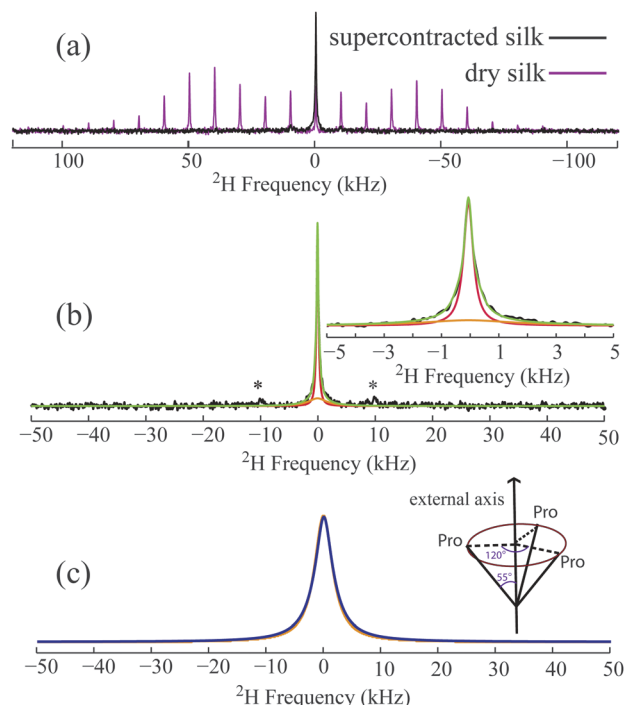 (a)
supercontracted silk
dry silk
100 50 0 −50 −100
²H Frequency (kHz)
(b)
−5 −3 −1 1 3 5
²H Frequency (kHz)
* *
−50 −40 −30 −20 −10 0 10 26 30 40 50
²H Frequency (kHz)
external axis
Pro
Pro
Pro
120°
55°
(c)
−50 −40 −30 −20 −10 0 10 20 30 40 50
²H Frequency (kHz)